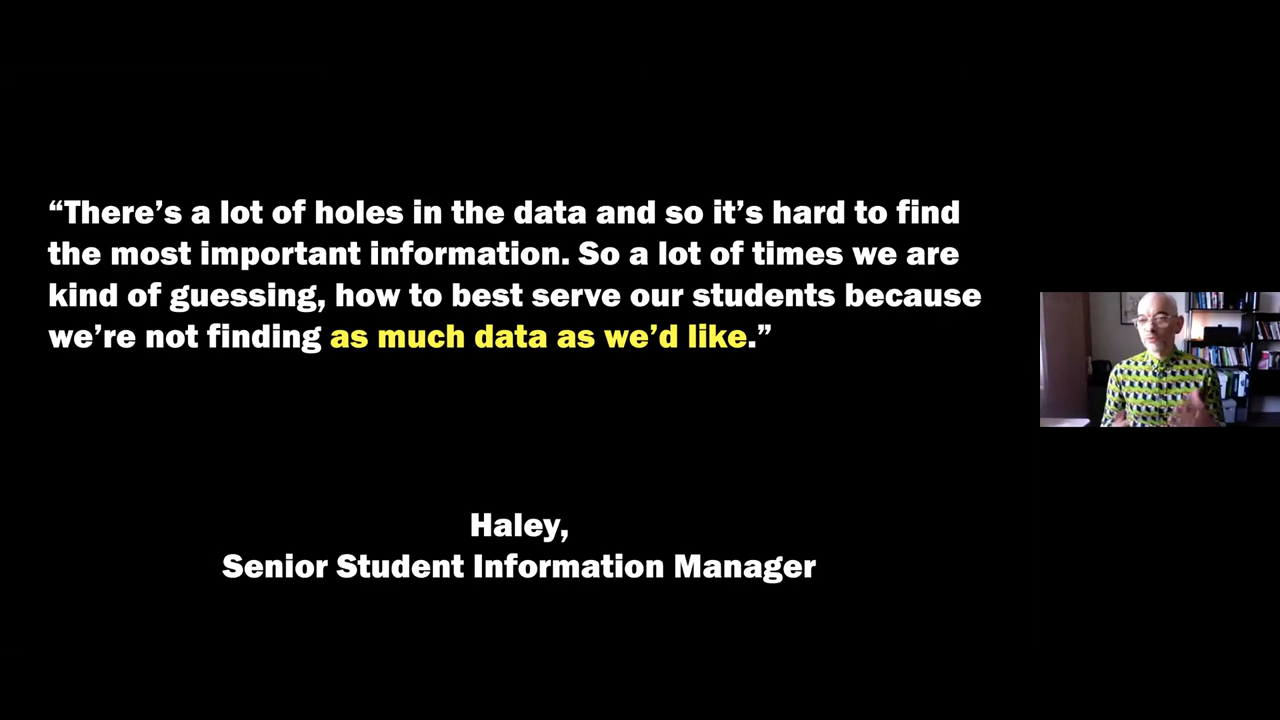 “There’s a lot of holes in the data and so it’s hard to find
the most important information. So a lot of times we are
kind of guessing, how to best serve our students because
we’re not finding as much data as we’d like.”
Haley,
Senior Student Information Manager